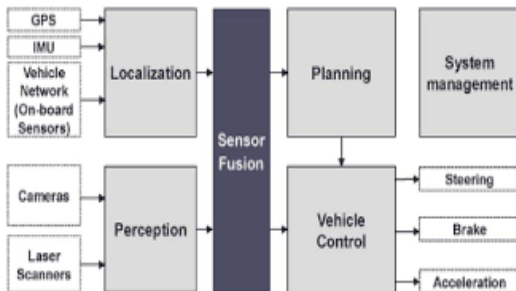 GPS
IMU
Vehicle
Network
(On-board
Sensors)
Localization
Sensor
Fusion
Planning
System
management
Cameras
Laser
Scanners
Perception
Vehicle
Control
Steering
Brake
Acceleration